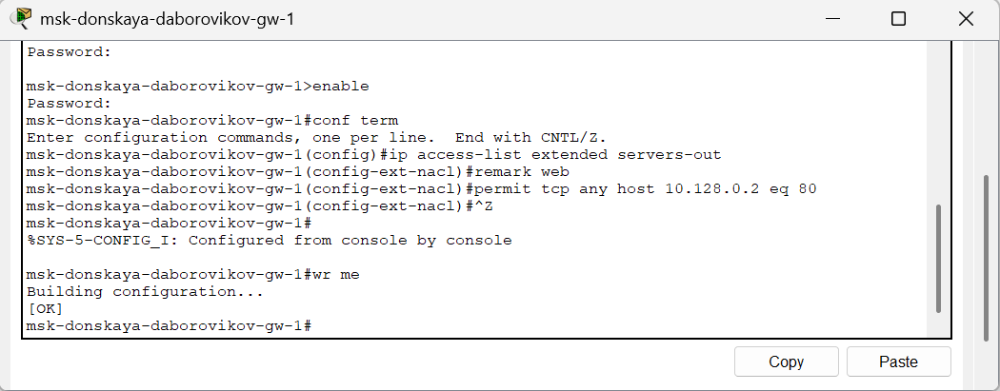 msk-donskaya-daborovikov-gw-1
Password:
msk-donskaya-daborovikov-gw-1>enable
Password:
msk-donskaya-daborovikov-gw-1#conf term
Enter configuration commands, one per line.  End with CNTL/Z.
msk-donskaya-daborovikov-gw-1(config)#ip access-list extended servers-out
msk-donskaya-daborovikov-gw-1(config-ext-nacl)#remark web
msk-donskaya-daborovikov-gw-1(config-ext-nacl)#permit tcp any host 10.128.0.2 eq 80
msk-donskaya-daborovikov-gw-1(config-ext-nacl)#^Z
msk-donskaya-daborovikov-gw-1#
%SYS-5-CONFIG_I: Configured from console by console
msk-donskaya-daborovikov-gw-1#wr me
Building configuration...
[OK]
msk-donskaya-daborovikov-gw-1#
Copy
Paste